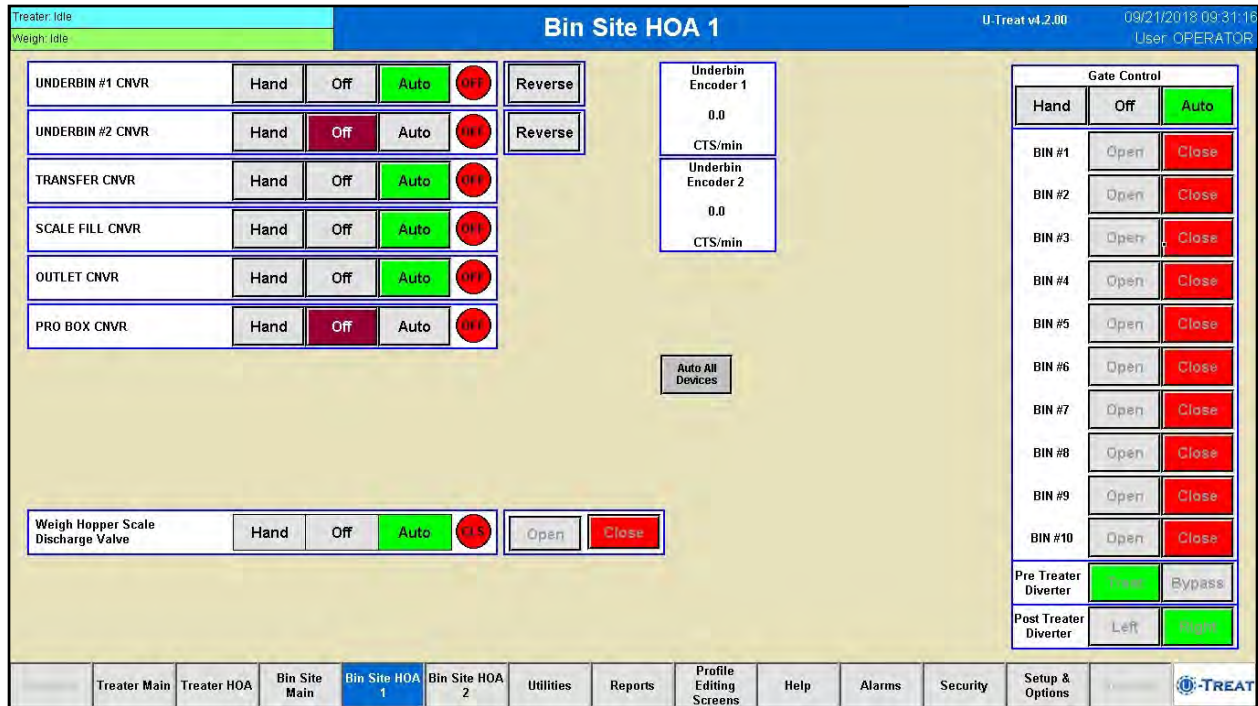 Treater: Idle
Weigh: Idle
Bin Site HOA 1
U-Treat v4.2.00
09/21/2018 09:31:16
User: OPERATOR
UNDERBIN #1 CNVR Hand Off Auto OFF Reverse
UNDERBIN #2 CNVR Hand Off Auto OFF Reverse
TRANSFER CNVR Hand Off Auto OFF
SCALE FILL CNVR Hand Off Auto OFF
OUTLET CNVR Hand Off Auto OFF
PRO BOX CNVR Hand Off Auto OFF
Underbin
Encoder 1
0.0
CTS/min
Underbin
Encoder 2
0.0
CTS/min
Auto All
Devices
Weigh Hopper Scale
Discharge Valve
Hand Off Auto CLS Open Close
Gate Control
Hand Off Auto
BIN #1 Open Close
BIN #2 Open Close
BIN #3 Open Close
BIN #4 Open Close
BIN #5 Open Close
BIN #6 Open Close
BIN #7 Open Close
BIN #8 Open Close
BIN #9 Open Close
BIN #10 Open Close
Pre Treater
Diverter
Treat Bypass
Post Treater
Diverter
Left Right
Treater Main
Treater HOA
Bin Site
Main
Bin Site HOA
1
Bin Site HOA
2
Utilities
Reports
Profile
Editing
Screens
Help
Alarms
Security
Setup &
Options
U-TREAT